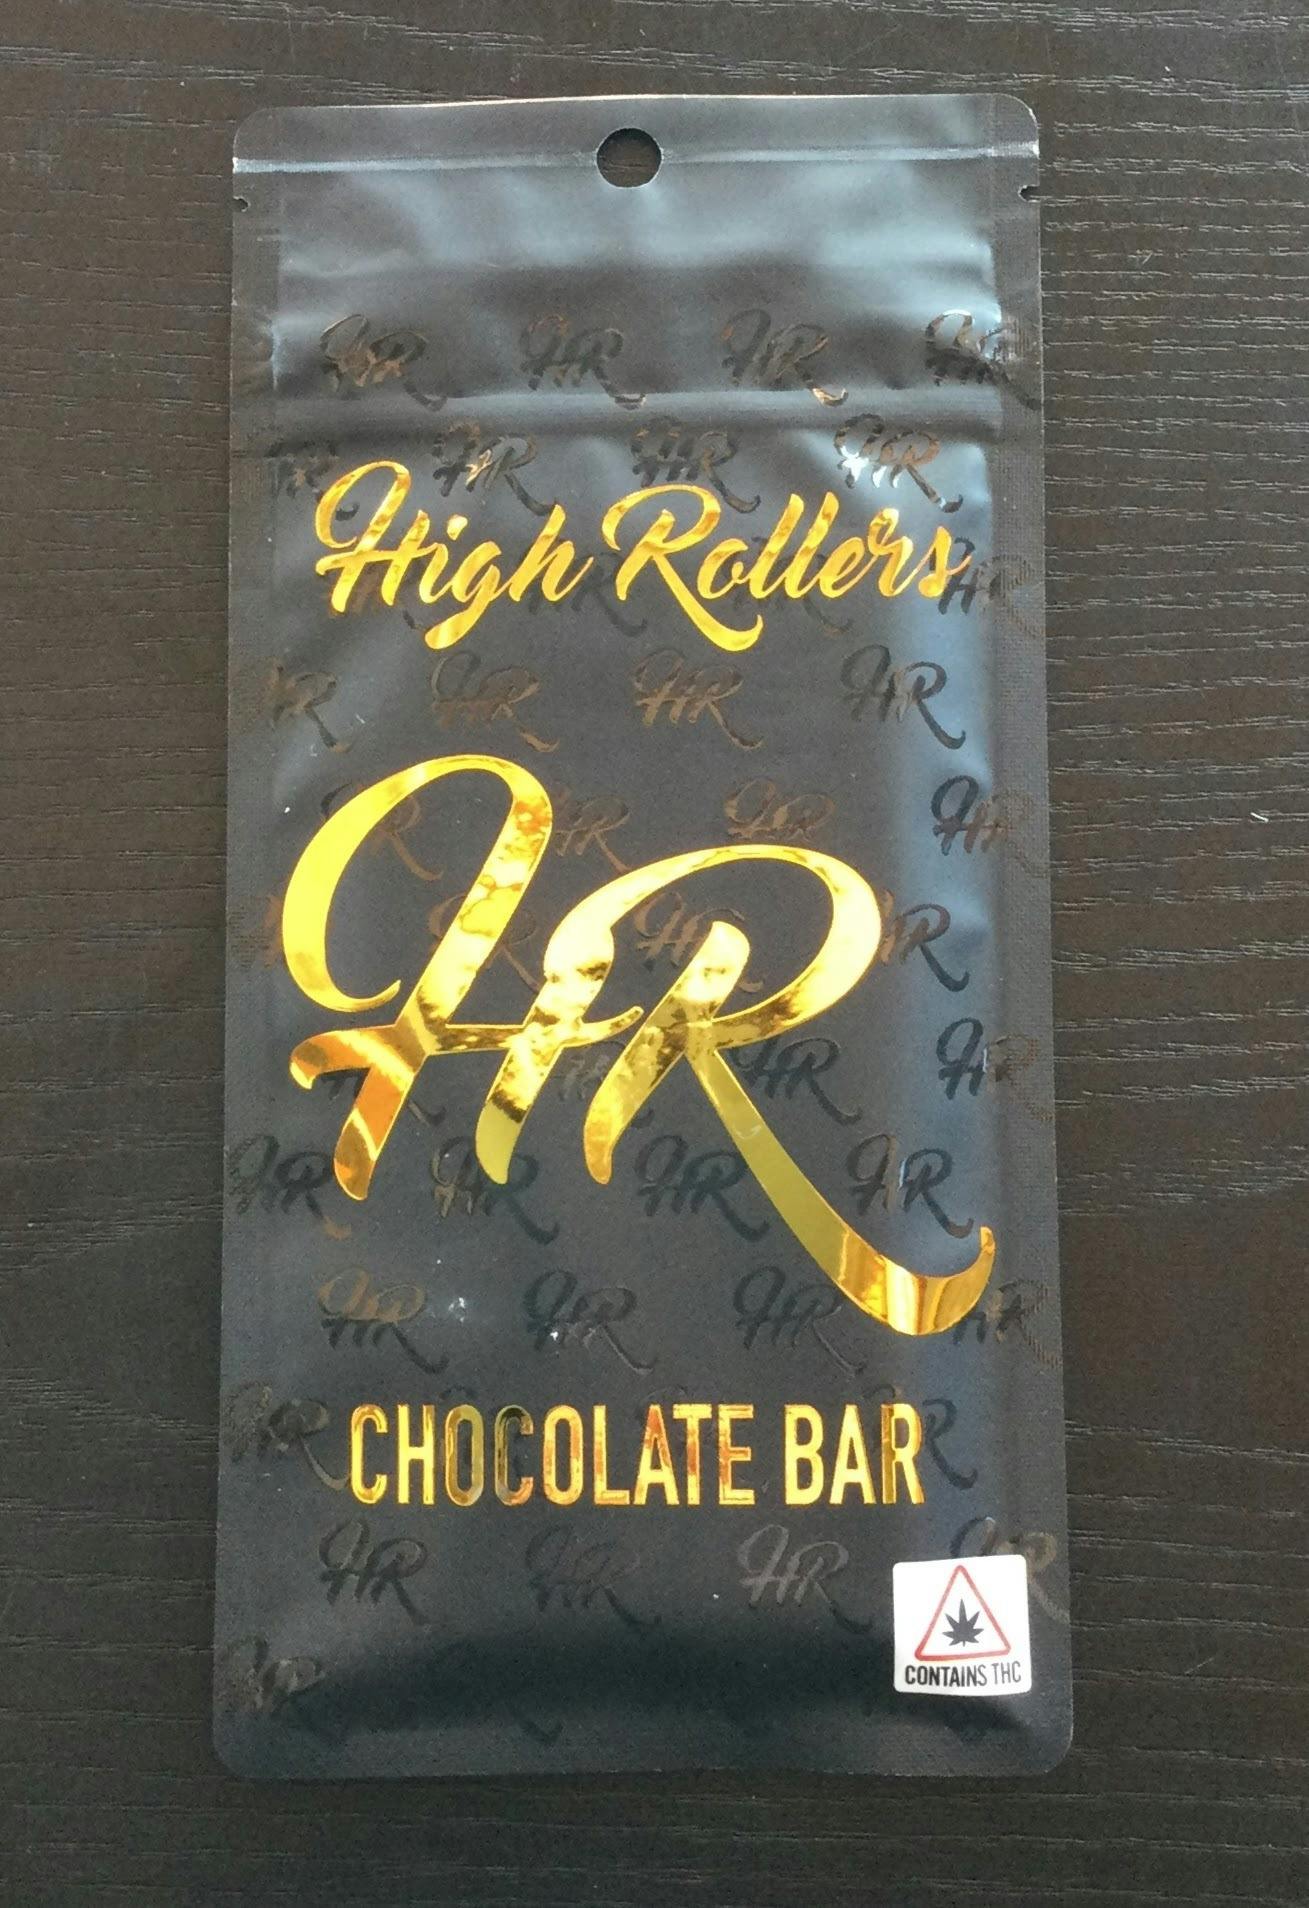 High Rollers
HR
CHOCOLATE BAR
CONTAINS THC